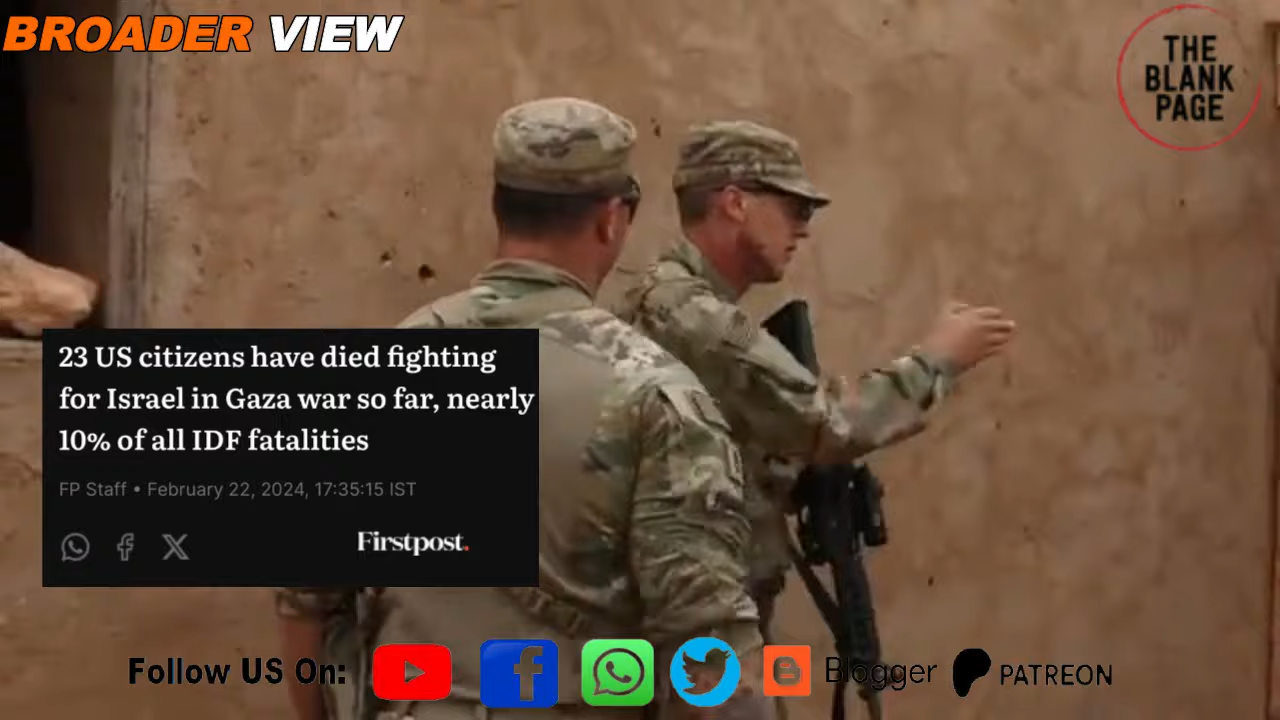 BROADER VIEW
THE
BLANK
PAGE
23 US citizens have died fighting
for Israel in Gaza war so far, nearly
10% of all IDF fatalities
FP Staff • February 22, 2024, 17:35:15 IST
Firstpost.
Follow US On:
Blogger
PATREON